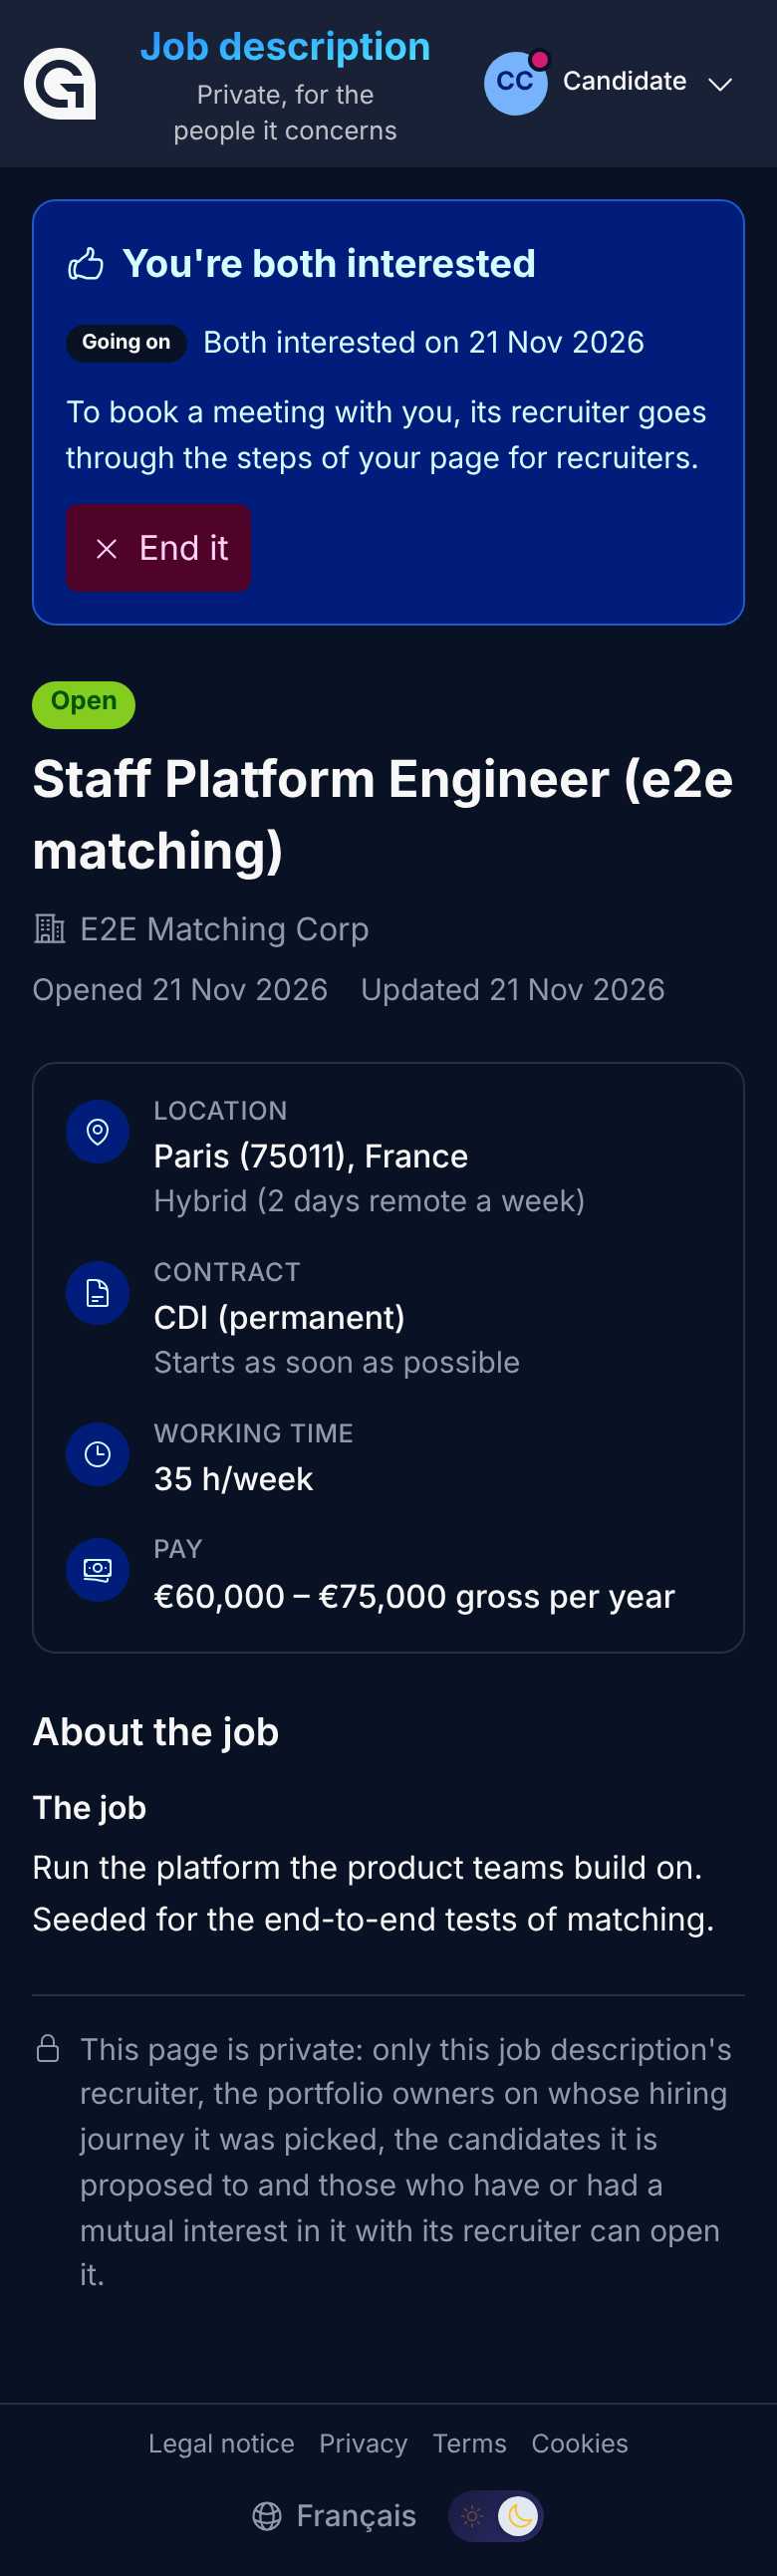 Job description
Private, for the
people it concerns
CC
Candidate
You're both interested
Going on
Both interested on 21 Nov 2026
To book a meeting with you, its recruiter goes
through the steps of your page for recruiters.
End it
Open
Staff Platform Engineer (e2e
matching)
E2E Matching Corp
Opened 21 Nov 2026 Updated 21 Nov 2026
LOCATION
Paris (75011), France
Hybrid (2 days remote a week)
CONTRACT
CDI (permanent)
Starts as soon as possible
WORKING TIME
35 h/week
PAY
€60,000 – €75,000 gross per year
About the job
The job
Run the platform the product teams build on.
Seeded for the end-to-end tests of matching.
This page is private: only this job description's
recruiter, the portfolio owners on whose hiring
journey it was picked, the candidates it is
proposed to and those who have or had a
mutual interest in it with its recruiter can open
it.
Legal notice Privacy Terms Cookies
Français